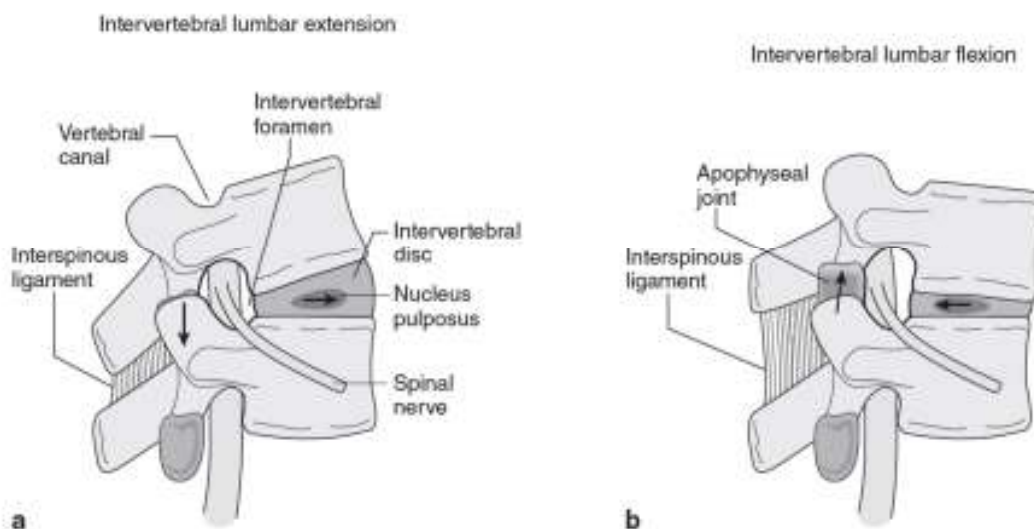 Intervertebral lumbar extension
Intervertebral
foramen
Vertebral
canal
Interspinous
ligament
Intervertebral
disc
Nucleus
pulposus
Spinal
nerve
a
Intervertebral lumbar flexion
Apophyseal
joint
Interspinous
ligament
b